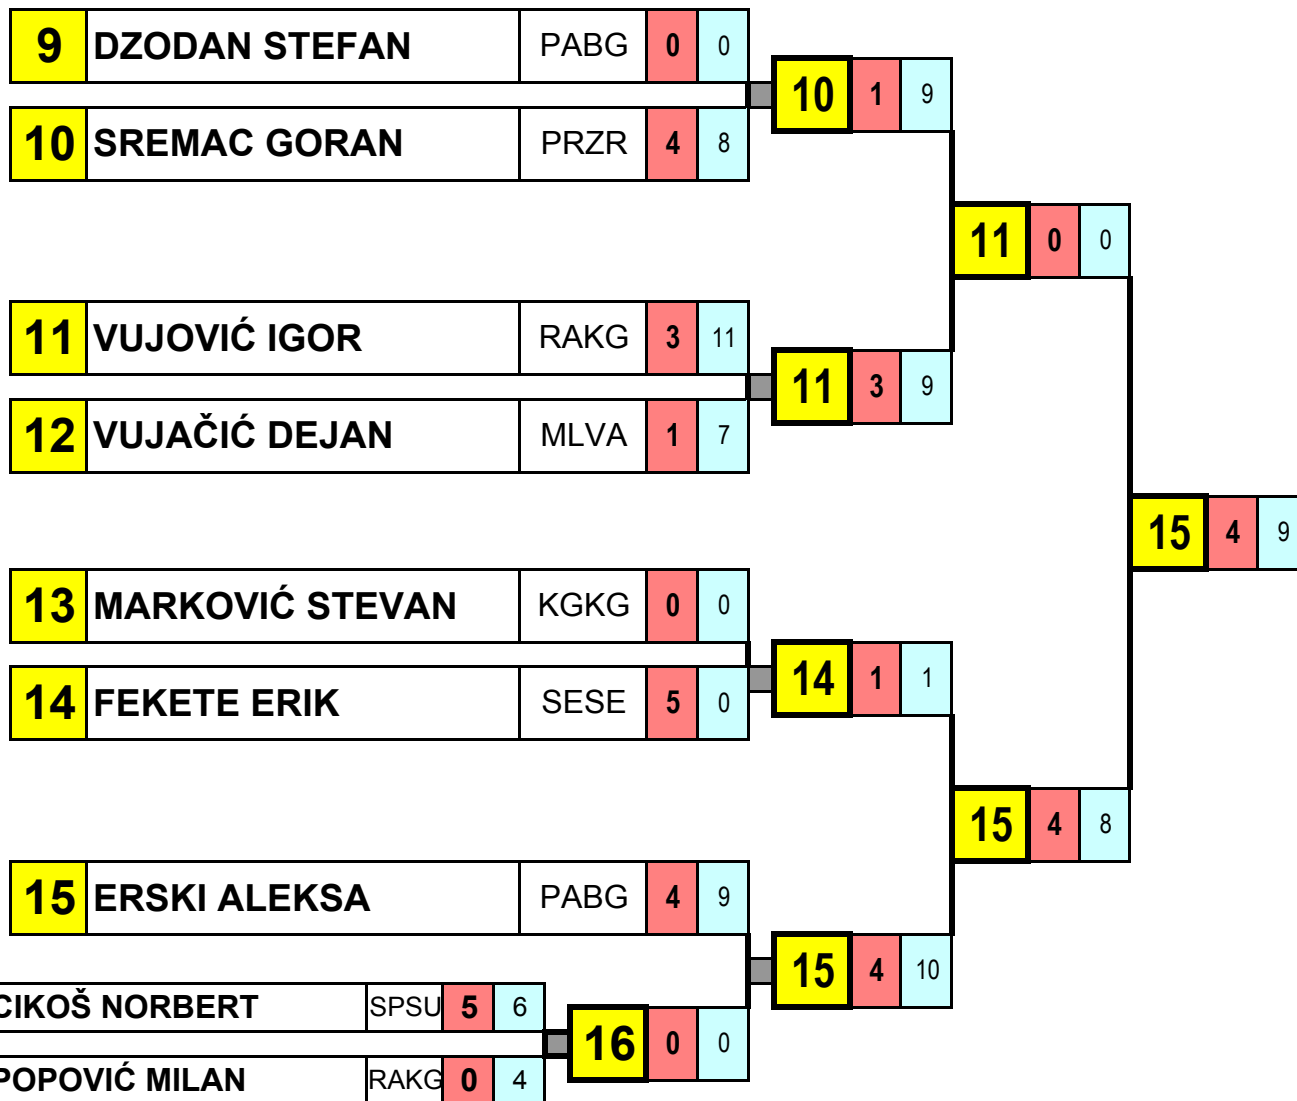 9 DZODAN STEFAN PABG 0 0
10 1 9
10 SREMAC GORAN PRZR 4 8
11 0 0
11 VUJOVIĆ IGOR RAKG 3 11
11 3 9
12 VUJAČIĆ DEJAN MLVA 1 7
15 4 9
13 MARKOVIĆ STEVAN KGKG 0 0
14 1 1
14 FEKETE ERIK SESE 5 0
15 4 8
15 ERSKI ALEKSA PABG 4 9
15 4 10
CIKOŠ NORBERT SPSU 5 6
16 0 0
POPOVIĆ MILAN RAKG 0 4